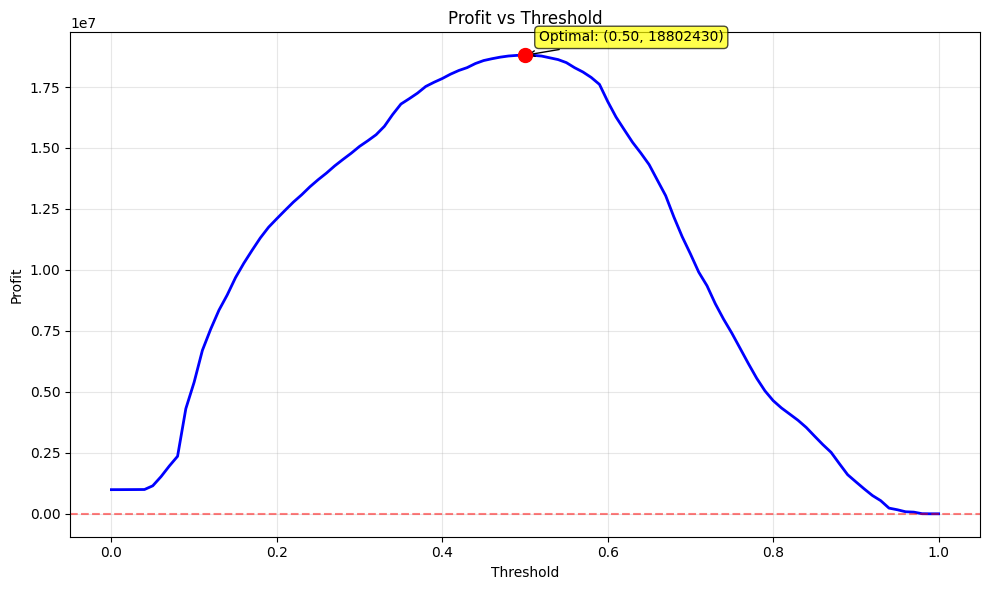 Profit vs Threshold
1e7
Optimal: (0.50, 18802430)
1.75
1.50
1.25
1.00
0.75
0.50
0.25
0.00
Profit
0.0 0.2 0.4 0.6 0.8 1.0
Threshold